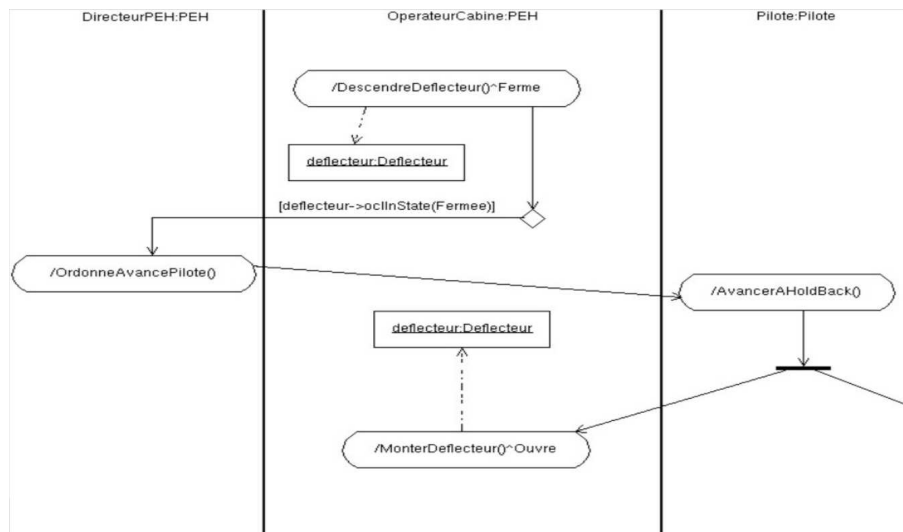 DirecteurPEH:PEH
OperateurCabine:PEH
Pilote:Pilote
/DescendreDeflecteur()^Ferme
deflecteur:Deflecteur
[deflecteur->oclInState(Fermee)]
/OrdonneAvancePilote()
/AvancerAHoldBack()
deflecteur:Deflecteur
/MonterDeflecteur()^Ouvre